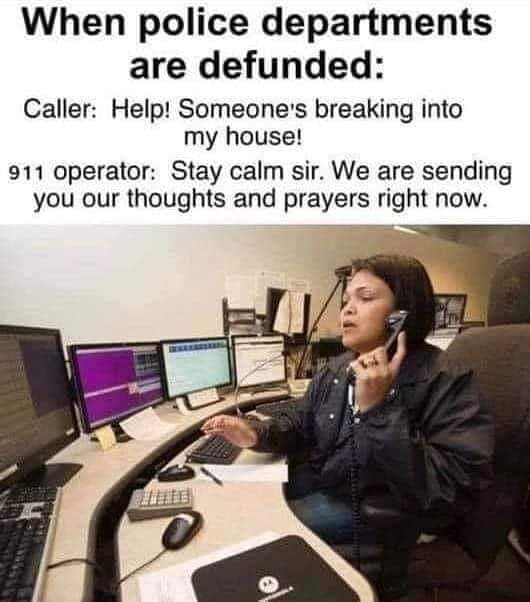 When police departments
are defunded:
Caller: Help! Someone's breaking into
my house!
911 operator: Stay calm sir. We are sending
you our thoughts and prayers right now.